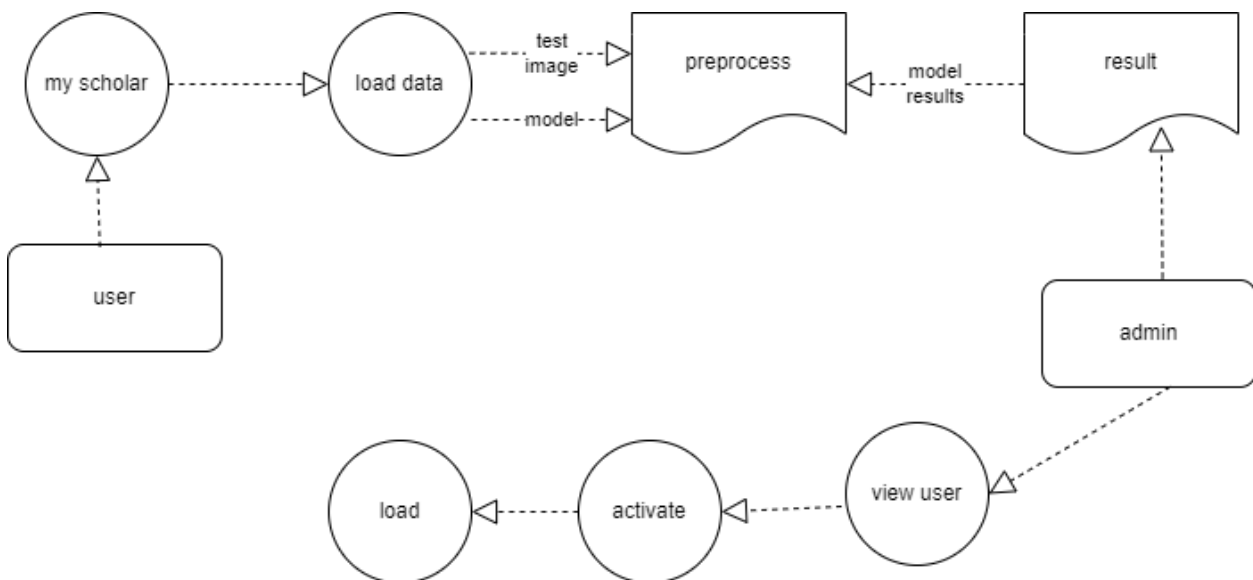 my scholar
load data
test
image
model
preprocess
model
results
result
user
admin
load
activate
view user